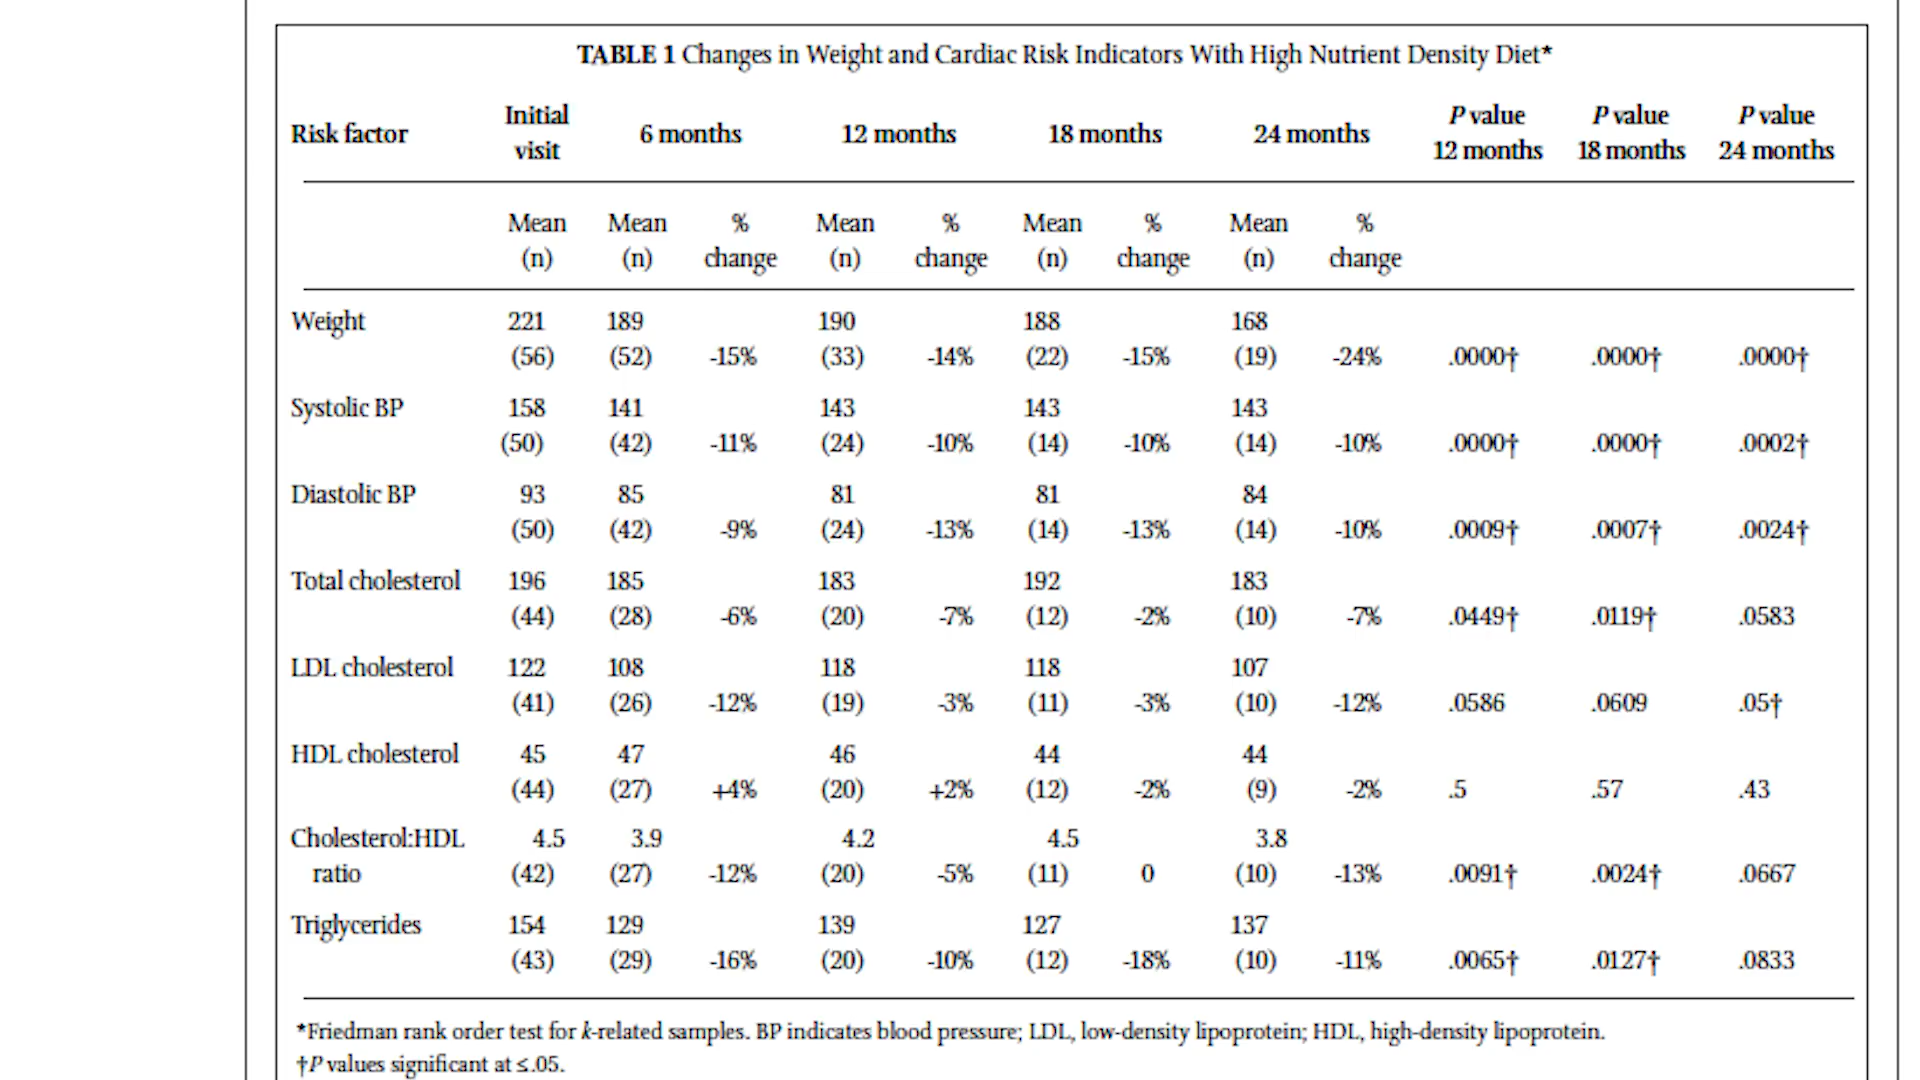 TABLE 1 Changes in Weight and Cardiac Risk Indicators With High Nutrient Density Diet*
Risk factor Initial visit 6 months 12 months 18 months 24 months P value 12 months P value 18 months P value 24 months
Mean Mean % Mean % Mean % Mean %
(n) (n) change (n) change (n) change (n) change
Weight 221 189 190 188 168
(56) (52) -15% (33) -14% (22) -15% (19) -24% .0000† .0000† .0000†
Systolic BP 158 141 143 143 143
(50) (42) -11% (24) -10% (14) -10% (14) -10% .0000† .0000† .0002†
Diastolic BP 93 85 81 81 84
(50) (42) -9% (24) -13% (14) -13% (14) -10% .0009† .0007† .0024†
Total cholesterol 196 185 183 192 183
(44) (28) -6% (20) -7% (12) -2% (10) -7% .0449† .0119† .0583
LDL cholesterol 122 108 118 118 107
(41) (26) -12% (19) -3% (11) -3% (10) -12% .0586 .0609 .05†
HDL cholesterol 45 47 46 44 44
(44) (27) +4% (20) +2% (12) -2% (9) -2% .5 .57 .43
Cholesterol:HDL 4.5 3.9 4.2 4.5 3.8
ratio (42) (27) -12% (20) -5% (11) 0 (10) -13% .0091† .0024† .0667
Triglycerides 154 129 139 127 137
(43) (29) -16% (20) -10% (12) -18% (10) -11% .0065† .0127† .0833
*Friedman rank order test for k-related samples. BP indicates blood pressure; LDL, low-density lipoprotein; HDL, high-density lipoprotein.
†P values significant at ≤.05.